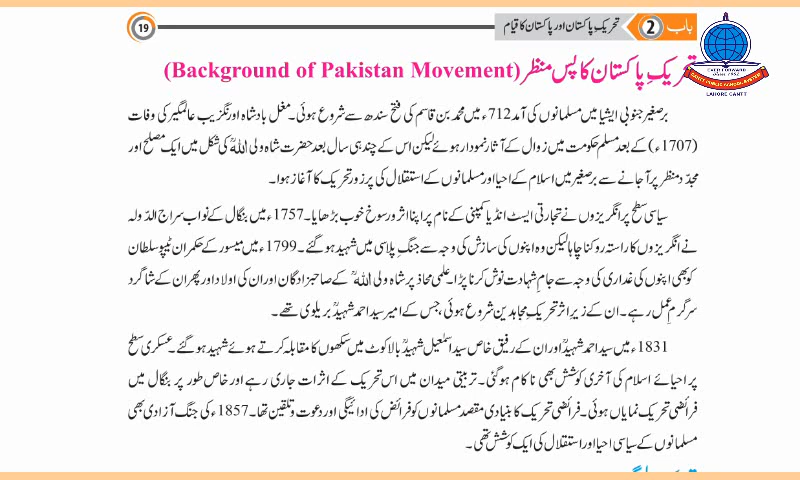 باب 2 تحریکِ پاکستان اور پاکستان کا قیام 19
EVER FORWARD
Since 1952
LAHORE CANTT
تحریکِ پاکستان کا پس منظر (Background of Pakistan Movement)
برصغیر جنوبی ایشیا میں مسلمانوں کی آمد 712ء میں محمد بن قاسم کی فتح سندھ سے شروع ہوئی۔ مغل بادشاہ اورنگزیب عالمگیر کی وفات
(1707ء) کے بعد مسلم حکومت میں زوال کے آثار نمودار ہوئے لیکن اس کے چند ہی سال بعد حضرت شاہ ولی اللہؒ کی شکل میں ایک مصلح اور
مجدّد منظر پر آ جانے سے برصغیر میں اسلام کے احیا اور مسلمانوں کے استقلال کی پرزور تحریک کا آغاز ہوا۔
سیاسی سطح پر انگریزوں نے تجارتی ایسٹ انڈیا کمپنی کے نام پر اپنا اثر و رسوخ خوب بڑھایا۔ 1757ء میں بنگال کے نواب سراج الدّولہ
نے انگریزوں کا راستہ روکنا چاہا لیکن وہ اپنوں کی سازش کی وجہ سے جنگِ پلاسی میں شہید ہو گئے۔ 1799ء میں میسور کے حکمران ٹیپو سلطان
کو بھی اپنوں کی غداری کی وجہ سے جامِ شہادت نوش کرنا پڑا۔ علمی محاذ پر شاہ ولی اللہؒ کے صاحبزادگان اور ان کی اولاد اور پھر ان کے شاگرد
سرگرمِ عمل رہے۔ ان کے زیر اثر تحریکِ مجاہدین شروع ہوئی، جس کے امیر سید احمد شہیدؒ بریلوی تھے۔
1831ء میں سید احمد شہیدؒ اور ان کے رفیق خاص سید اسمٰعیل شہیدؒ بالاکوٹ میں سکھوں کا مقابلہ کرتے ہوئے شہید ہو گئے۔ عسکری سطح
پر احیائے اسلام کی آخری کوشش بھی ناکام ہو گئی۔ تربیتی میدان میں اس تحریک کے اثرات جاری رہے اور خاص طور پر بنگال میں
فرائضی تحریک نمایاں ہوئی۔ فرائضی تحریک کا بنیادی مقصد مسلمانوں کو فرائض کی ادائیگی اور دعوت و تلقین تھا۔ 1857ء کی جنگ آزادی بھی
مسلمانوں کے سیاسی احیا اور استقلال کی ایک کوشش تھی۔